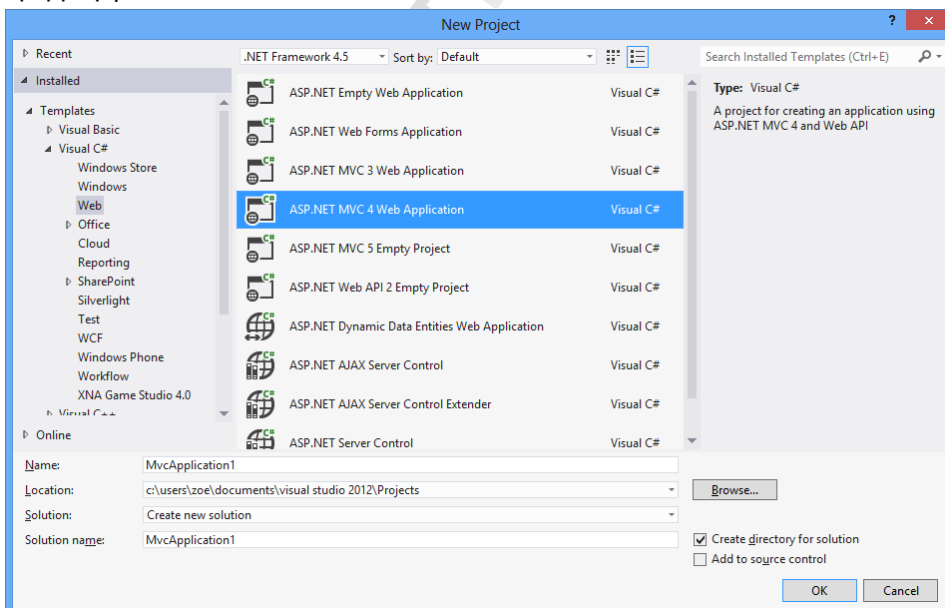 New Project
? ×
Recent
.NET Framework 4.5 Sort by: Default
Search Installed Templates (Ctrl+E)
Installed
Templates
Visual Basic
Visual C#
Windows Store
Windows
Web
Office
Cloud
Reporting
SharePoint
Silverlight
Test
WCF
Windows Phone
Workflow
XNA Game Studio 4.0
Visual C++
Online
ASP.NET Empty Web Application Visual C#
ASP.NET Web Forms Application Visual C#
ASP.NET MVC 3 Web Application Visual C#
ASP.NET MVC 4 Web Application Visual C#
ASP.NET MVC 5 Empty Project Visual C#
ASP.NET Web API 2 Empty Project Visual C#
ASP.NET Dynamic Data Entities Web Application Visual C#
ASP.NET AJAX Server Control Visual C#
ASP.NET AJAX Server Control Extender Visual C#
ASP.NET Server Control Visual C#
Type: Visual C#
A project for creating an application using
ASP.NET MVC 4 and Web API
Name: MvcApplication1
Location: c:\users\zoe\documents\visual studio 2012\Projects
Browse...
Solution: Create new solution
Solution name: MvcApplication1
Create directory for solution
Add to source control
OK Cancel